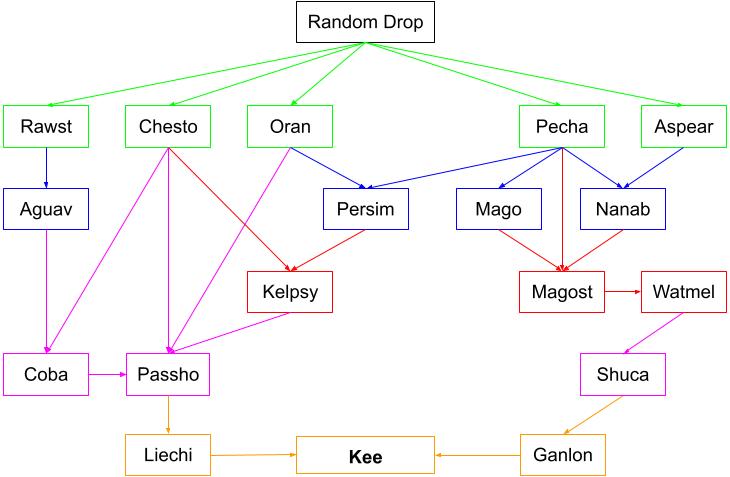 Random Drop
Rawst
Chesto
Oran
Pecha
Aspear
Aguav
Persim
Mago
Nanab
Kelpsy
Magost
Watmel
Coba
Passho
Shuca
Liechi
Kee
Ganlon